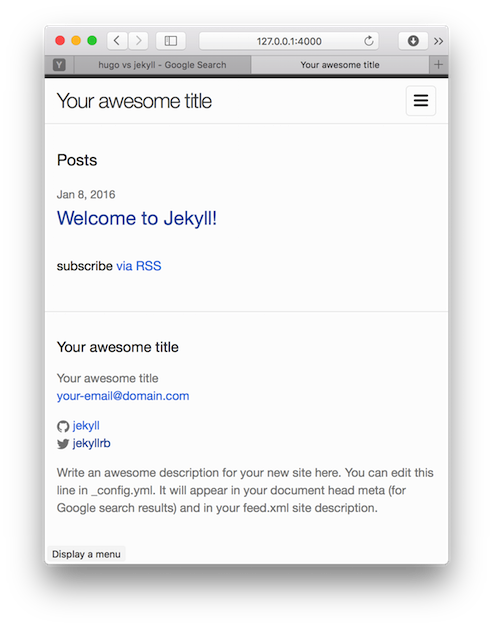 127.0.0.1:4000
Y
hugo vs jekyll - Google Search
Your awesome title
Your awesome title
Posts
Jan 8, 2016
Welcome to Jekyll!
subscribe via RSS
Your awesome title
Your awesome title
your-email@domain.com
jekyll
jekyllrb
Write an awesome description for your new site here. You can edit this
line in _config.yml. It will appear in your document head meta (for
Google search results) and in your feed.xml site description.
Display a menu